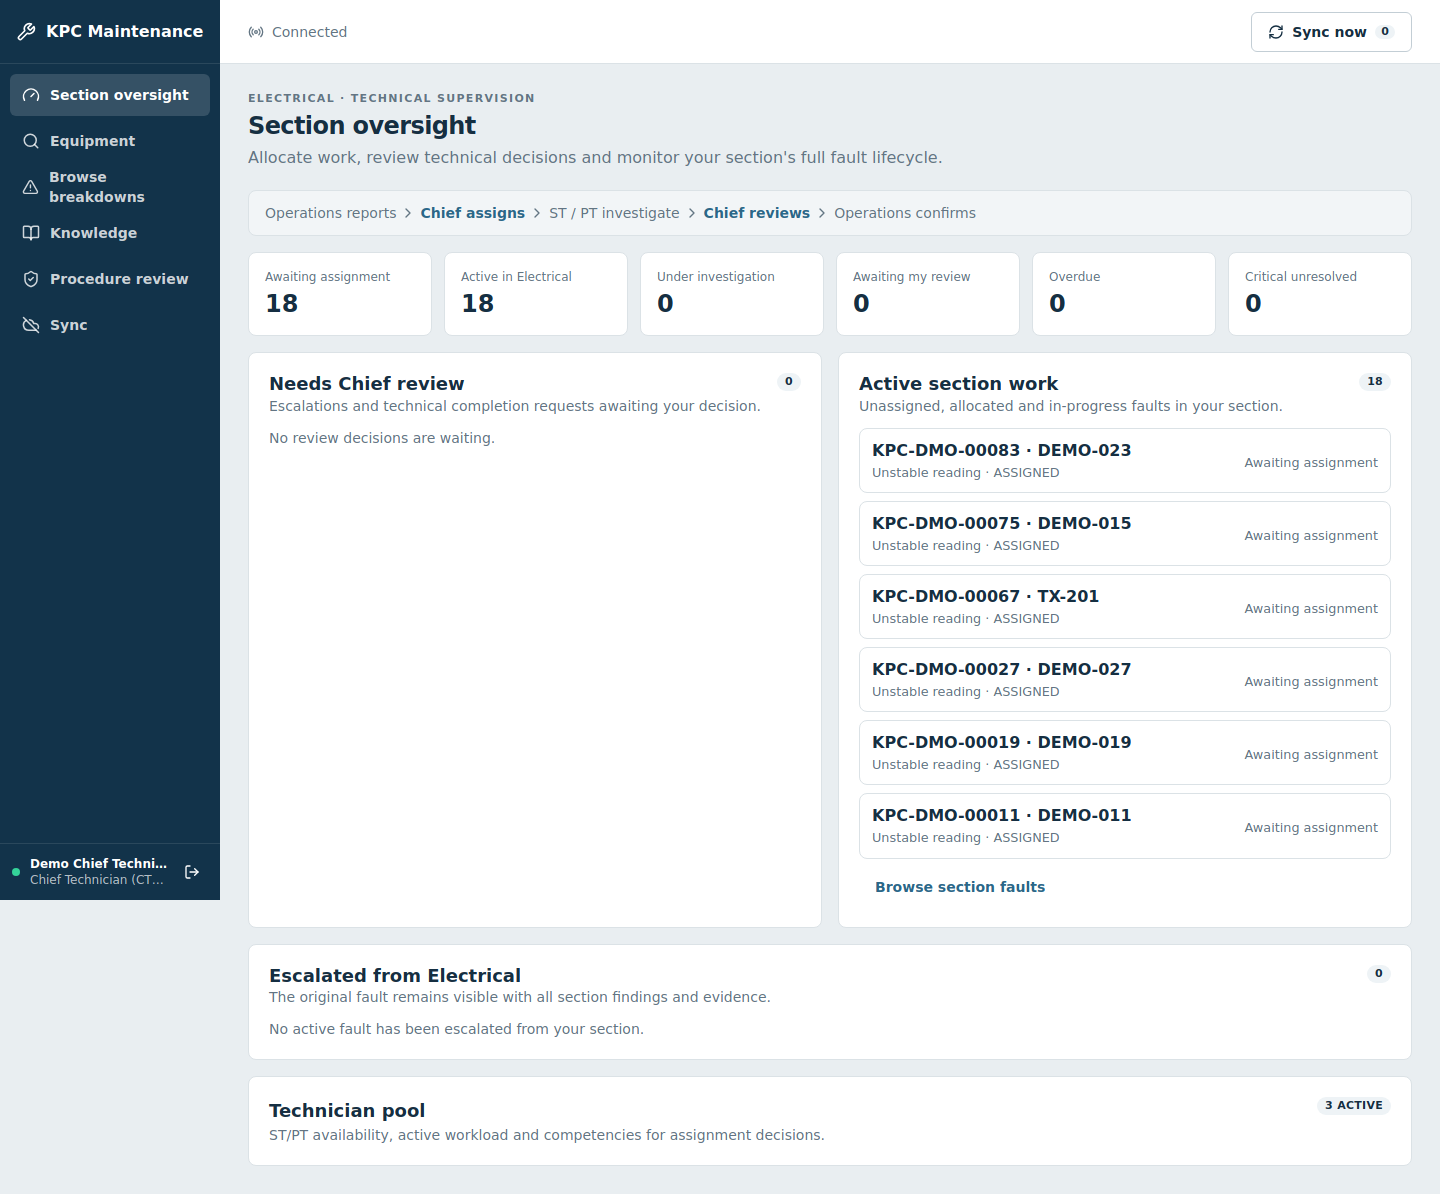 KPC Maintenance
Section oversight
Equipment
Browse
breakdowns
Knowledge
Procedure review
Sync
Demo Chief Techni...
Chief Technician (CT...
Connected
Sync now 0
ELECTRICAL · TECHNICAL SUPERVISION
Section oversight
Allocate work, review technical decisions and monitor your section's full fault lifecycle.
Operations reports > Chief assigns > ST / PT investigate > Chief reviews > Operations confirms
Awaiting assignment
18
Active in Electrical
18
Under investigation
0
Awaiting my review
0
Overdue
0
Critical unresolved
0
Needs Chief review 0
Escalations and technical completion requests awaiting your decision.
No review decisions are waiting.
Active section work 18
Unassigned, allocated and in-progress faults in your section.
KPC-DMO-00083 · DEMO-023
Unstable reading · ASSIGNED
Awaiting assignment
KPC-DMO-00075 · DEMO-015
Unstable reading · ASSIGNED
Awaiting assignment
KPC-DMO-00067 · TX-201
Unstable reading · ASSIGNED
Awaiting assignment
KPC-DMO-00027 · DEMO-027
Unstable reading · ASSIGNED
Awaiting assignment
KPC-DMO-00019 · DEMO-019
Unstable reading · ASSIGNED
Awaiting assignment
KPC-DMO-00011 · DEMO-011
Unstable reading · ASSIGNED
Awaiting assignment
Browse section faults
Escalated from Electrical 0
The original fault remains visible with all section findings and evidence.
No active fault has been escalated from your section.
Technician pool 3 ACTIVE
ST/PT availability, active workload and competencies for assignment decisions.